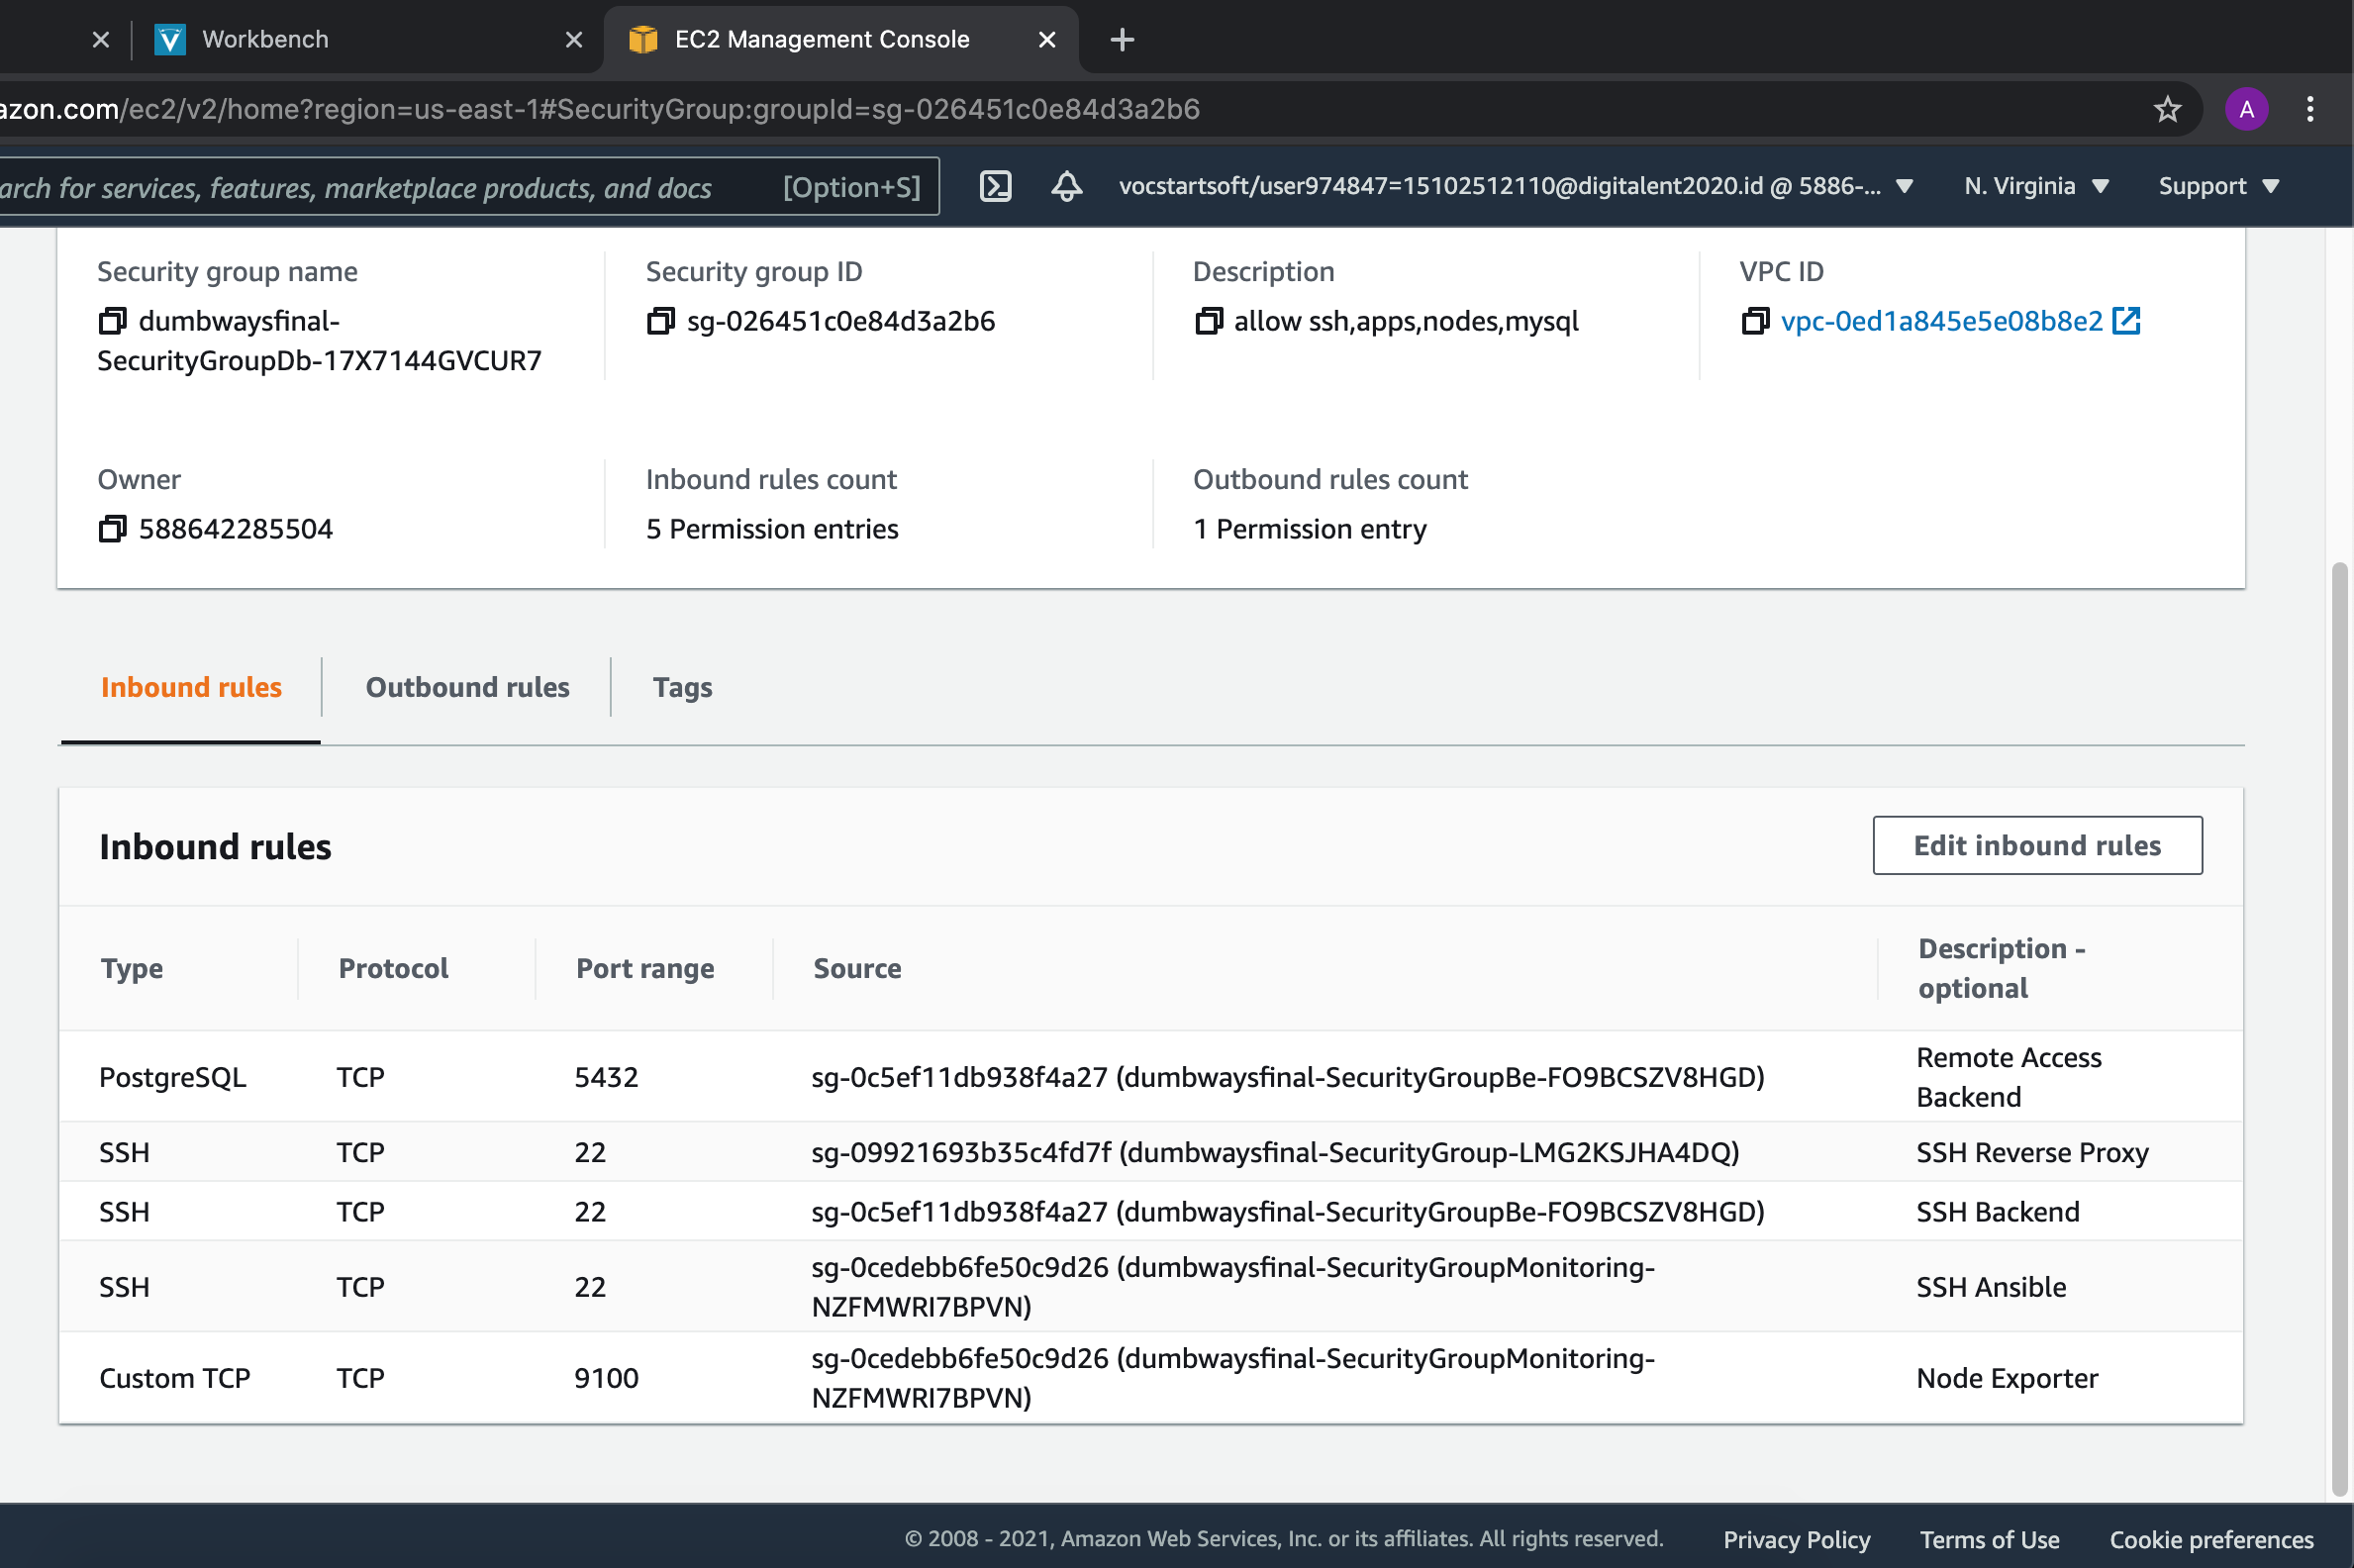 Workbench
EC2 Management Console
azon.com/ec2/v2/home?region=us-east-1#SecurityGroup:groupId=sg-026451c0e84d3a2b6
A
arch for services, features, marketplace products, and docs [Option+S]
vocstartsoft/user974847=15102512110@digitalent2020.id @ 5886-...
N. Virginia
Support
Security group name
dumbwaysfinal-
SecurityGroupDb-17X7144GVCUR7
Security group ID
sg-026451c0e84d3a2b6
Description
allow ssh,apps,nodes,mysql
VPC ID
vpc-0ed1a845e5e08b8e2
Owner
588642285504
Inbound rules count
5 Permission entries
Outbound rules count
1 Permission entry
Inbound rules
Outbound rules
Tags
Inbound rules
Edit inbound rules
Type
Protocol
Port range
Source
Description -
optional
PostgreSQL
TCP
5432
sg-0c5ef11db938f4a27 (dumbwaysfinal-SecurityGroupBe-FO9BCSZV8HGD)
Remote Access
Backend
SSH
TCP
22
sg-09921693b35c4fd7f (dumbwaysfinal-SecurityGroup-LMG2KSJHA4DQ)
SSH Reverse Proxy
SSH
TCP
22
sg-0c5ef11db938f4a27 (dumbwaysfinal-SecurityGroupBe-FO9BCSZV8HGD)
SSH Backend
SSH
TCP
22
sg-0cedebb6fe50c9d26 (dumbwaysfinal-SecurityGroupMonitoring-
NZFMWRI7BPVN)
SSH Ansible
Custom TCP
TCP
9100
sg-0cedebb6fe50c9d26 (dumbwaysfinal-SecurityGroupMonitoring-
NZFMWRI7BPVN)
Node Exporter
© 2008 - 2021, Amazon Web Services, Inc. or its affiliates. All rights reserved.
Privacy Policy
Terms of Use
Cookie preferences